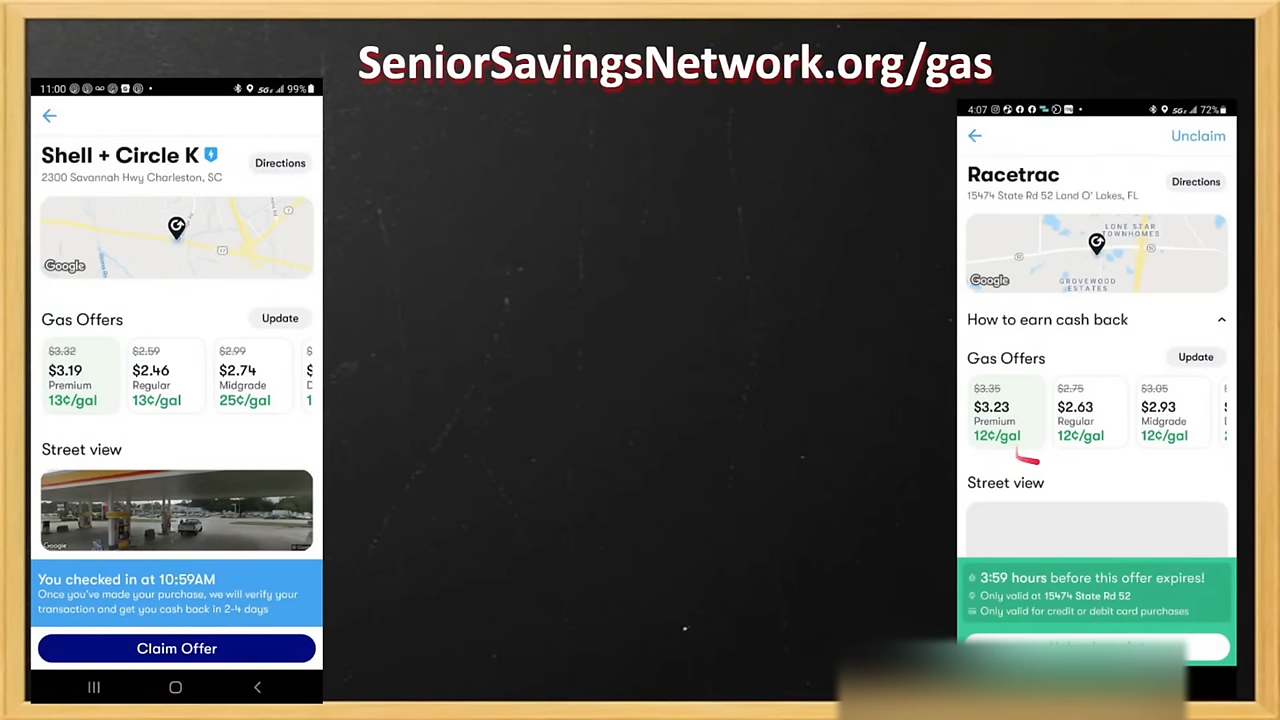 SeniorSavingsNetwork.org/gas
11:00
99%
Shell + Circle K
Directions
2300 Savannah Hwy Charleston, SC
Google
Gas Offers
Update
$3.32
$2.59
$2.99
$3.19
$2.46
$2.74
Premium
Regular
Midgrade
13¢/gal
13¢/gal
25¢/gal
Street view
Google
You checked in at 10:59AM
Once you've made your purchase, we will verify your
transaction and get you cash back in 2-4 days
Claim Offer
4:07
72%
Unclaim
Racetrac
Directions
15474 State Rd 52 Land O' Lakes, FL
LONE STAR
TOWNHOMES
Google
GROVEWOOD
ESTATES
How to earn cash back
Gas Offers
Update
$3.35
$2.75
$3.05
$3.23
$2.63
$2.93
Premium
Regular
Midgrade
12¢/gal
12¢/gal
12¢/gal
Street view
3:59 hours before this offer expires!
Only valid at 15474 State Rd 52
Only valid for credit or debit card purchases